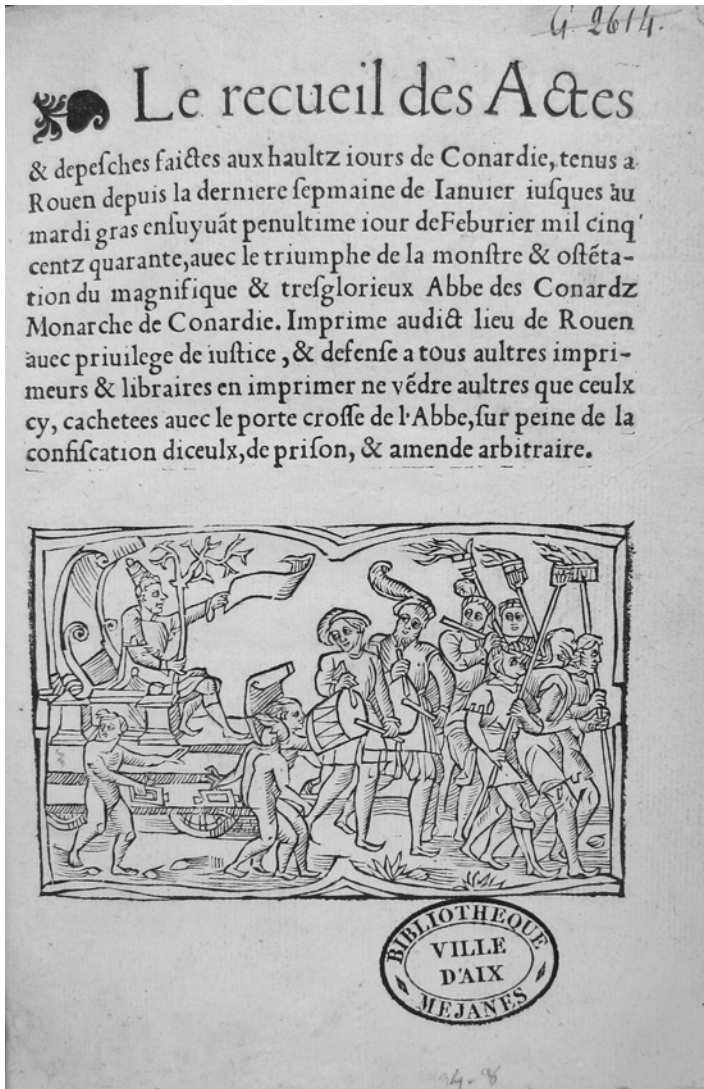 G 2614.
Le recueil des Actes
& depeſches faictes aux haultz iours de Conardie, tenus a
Rouen depuis la derniere ſepmaine de Ianuier iuſques au
mardi gras enſuyuāt penultime iour deFeburier mil cinq'
centz quarante,auec le triumphe de la monſtre & oſtēta-
tion du magnifique & treſglorieux Abbe des Conardz
Monarche de Conardie. Imprime audict lieu de Rouen
auec priuilege de iuſtice , & defenſe a tous aultres impri-
meurs & libraires en imprimer ne vēdre aultres que ceulx
cy, cachetees auec le porte croſſe de l'Abbe,ſur peine de la
confiſcation diceulx,de priſon, & amende arbitraire.
BIBLIOTHEQUE
VILLE
D'AIX
MEJANES